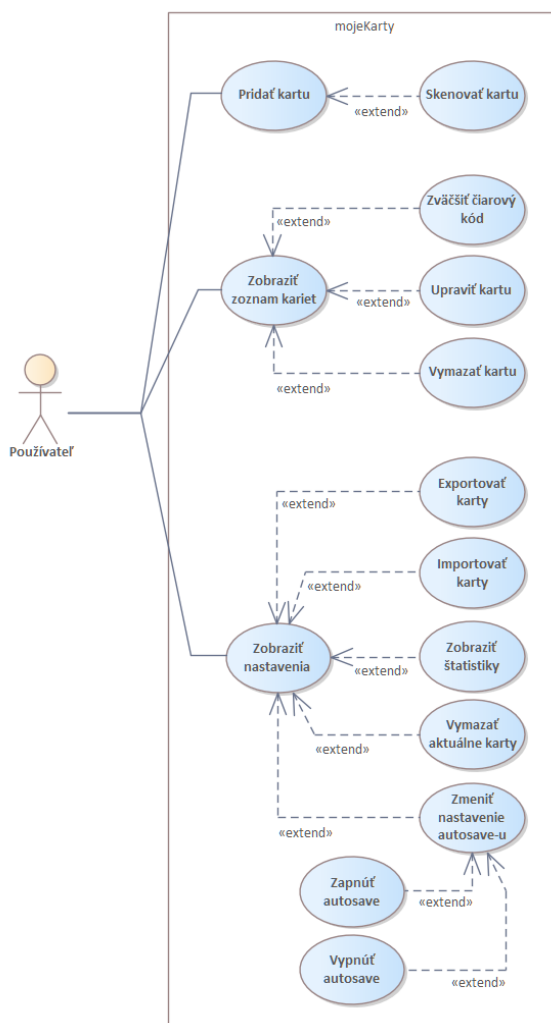 mojeKarty
Pridať kartu
Skenovať kartu
«extend»
Zväčšiť čiarový
kód
«extend»
Zobraziť
zoznam kariet
Upraviť kartu
«extend»
Vymazať kartu
«extend»
Používateľ
Exportovať
karty
«extend»
Importovať
karty
«extend»
Zobraziť
nastavenia
Zobraziť
štatistiky
«extend»
Vymazať
aktuálne karty
«extend»
Zmeniť
nastavenie
autosave-u
«extend»
Zapnúť
autosave
«extend»
Vypnúť
autosave
«extend»